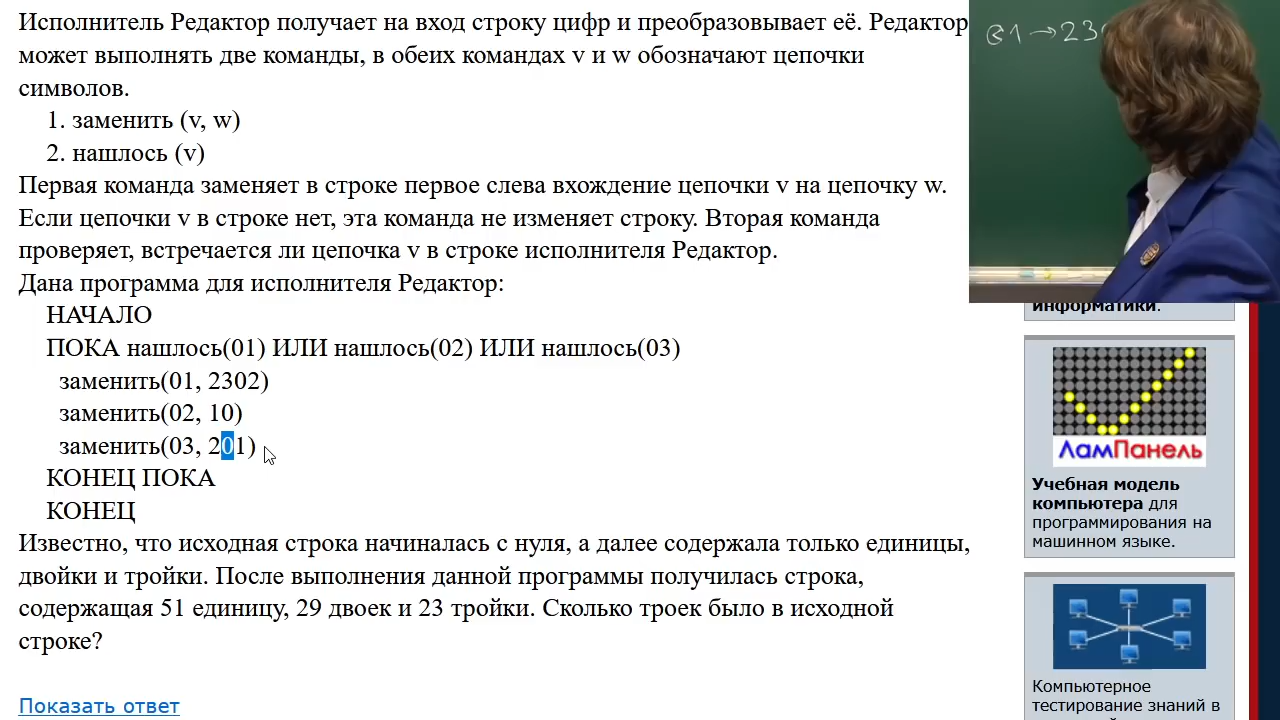 Исполнитель Редактор получает на вход строку цифр и преобразовывает её. Редактор
может выполнять две команды, в обеих командах v и w обозначают цепочки
символов.
1. заменить (v, w)
2. нашлось (v)
Первая команда заменяет в строке первое слева вхождение цепочки v на цепочку w.
Если цепочки v в строке нет, эта команда не изменяет строку. Вторая команда
проверяет, встречается ли цепочка v в строке исполнителя Редактор.
Дана программа для исполнителя Редактор:
НАЧАЛО
ПОКА нашлось(01) ИЛИ нашлось(02) ИЛИ нашлось(03)
заменить(01, 2302)
заменить(02, 10)
заменить(03, 201)
КОНЕЦ ПОКА
КОНЕЦ
Известно, что исходная строка начиналась с нуля, а далее содержала только единицы,
двойки и тройки. После выполнения данной программы получилась строка,
содержащая 51 единицу, 29 двоек и 23 тройки. Сколько троек было в исходной
строке?
Показать ответ
информатики.
ЛамПанель
Учебная модель
компьютера для
программирования на
машинном языке.
Компьютерное
тестирование знаний в